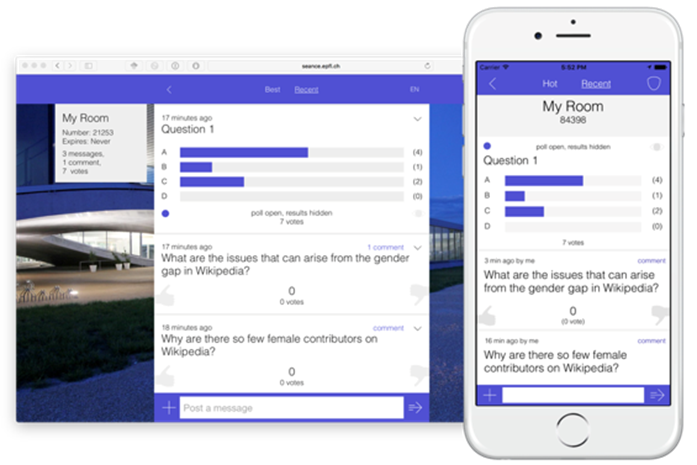 seance.epfl.ch
Best Recent EN
My Room
Number: 21253
Expires: Never
3 messages,
1 comment,
7 votes
17 minutes ago
Question 1
A (4)
B (1)
C (2)
D (0)
poll open, results hidden
7 votes
17 minutes ago 1 comment
What are the issues that can arise from the gender
gap in Wikipedia?
0
0 votes
18 minutes ago comment
Why are there so few female contributors on
Wikipedia?
0
0 votes
Post a message
Carrier 5:52 PM
Hot Recent
My Room
84398
poll open, results hidden
Question 1
A (4)
B (1)
C (2)
D (0)
7 votes
3 min ago by me comment
What are the issues that can arise
from the gender gap in Wikipedia?
0
(0 vote)
16 min ago by me comment
Why are there so few female
contributors on Wikipedia?